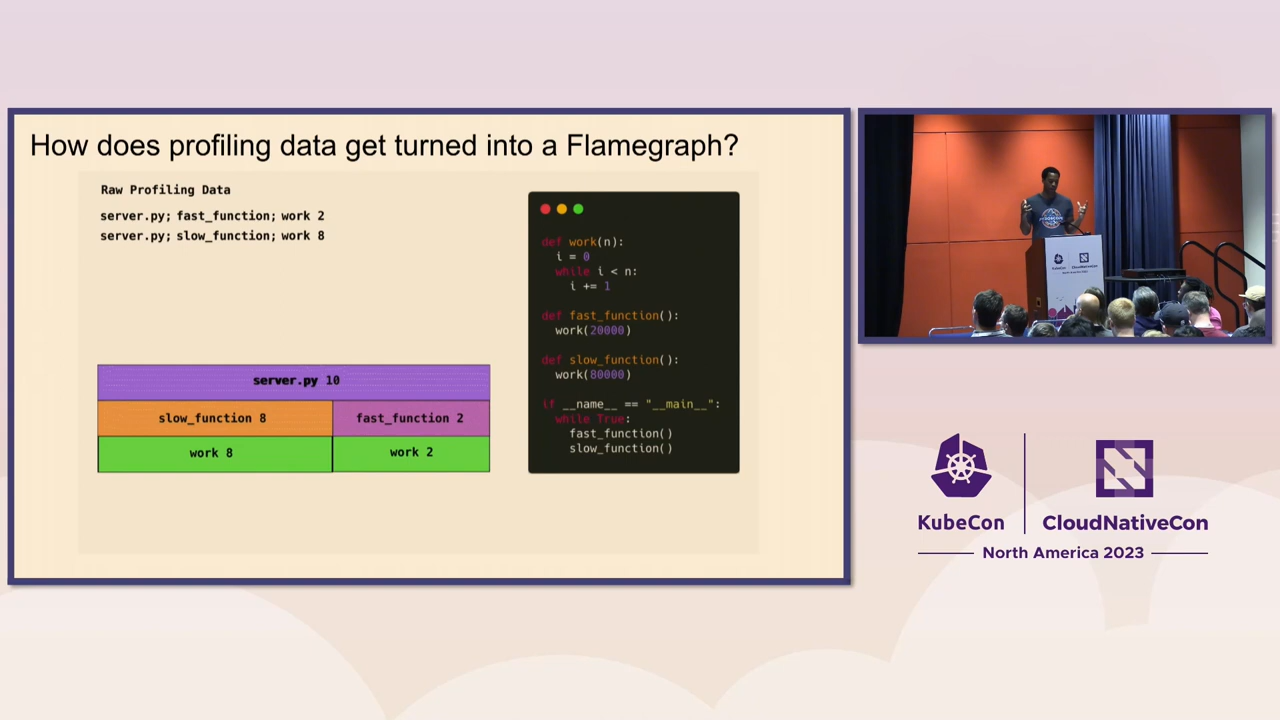 How does profiling data get turned into a Flamegraph?
Raw Profiling Data
server.py; fast_function; work 2
server.py; slow_function; work 8
server.py 10
slow_function 8
fast_function 2
work 8
work 2
def work(n):
i = 0
while i < n:
i += 1
def fast_function():
work(20000)
def slow_function():
work(80000)
if __name__ == "__main__":
while True:
fast_function()
slow_function()
KubeCon
CloudNativeCon
KubeCon
CloudNativeCon
North America 2023